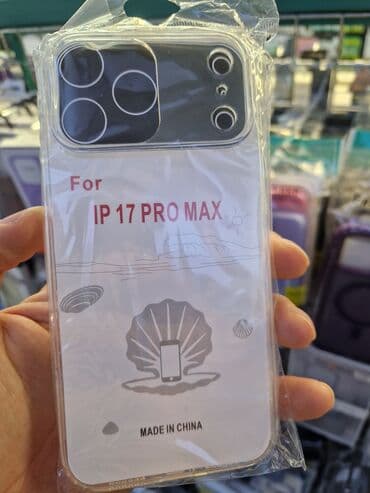 For
IP 17 PRO MAX
MADE IN CHINA